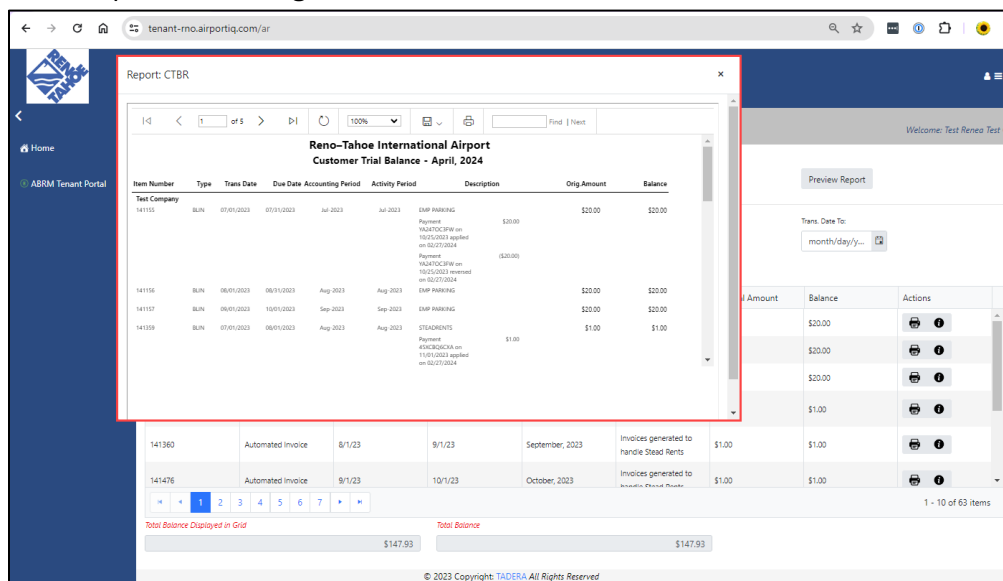 tenant-rno.airportiq.com/ar
RENO
TAHOE
Report: CTBR
×
Welcome: Test Renea Test
Home
ABRM Tenant Portal
1 of 5 100% Find | Next
Reno–Tahoe International Airport
Customer Trial Balance - April, 2024
Preview Report
Item Number Type Trans Date Due Date Accounting Period Activity Period Description Orig.Amount Balance
Test Company
141155 BLIN 07/01/2023 07/31/2023 Jul-2023 Jul-2023 EMP PARKING $20.00 $20.00
Payment $20.00
YA247OC3FW on
10/25/2023 applied
on 02/27/2024
Payment ($20.00)
YA247OC3FW on
10/25/2023 reversed
on 02/27/2024
Trans. Date To:
month/day/y...
141156 BLIN 08/01/2023 08/31/2023 Aug-2023 Aug-2023 EMP PARKING $20.00 $20.00
141157 BLIN 09/01/2023 10/01/2023 Sep-2023 Sep-2023 EMP PARKING $20.00 $20.00
141359 BLIN 07/01/2023 08/01/2023 Aug-2023 Aug-2023 STEADRENTS $1.00 $1.00
Payment $1.00
45XCBQ6CXA on
11/01/2023 applied
on 02/27/2024
Amount Balance Actions
$20.00
$20.00
$20.00
$1.00
141360 Automated Invoice 8/1/23 9/1/23 September, 2023 Invoices generated to handle Stead Rents $1.00 $1.00
141476 Automated Invoice 9/1/23 10/1/23 October, 2023 Invoices generated to handle Stead Rents $1.00 $1.00
1 2 3 4 5 6 7 1 - 10 of 63 items
Total Balance Displayed in Grid Total Balance
$147.93 $147.93
© 2023 Copyright: TADERA All Rights Reserved